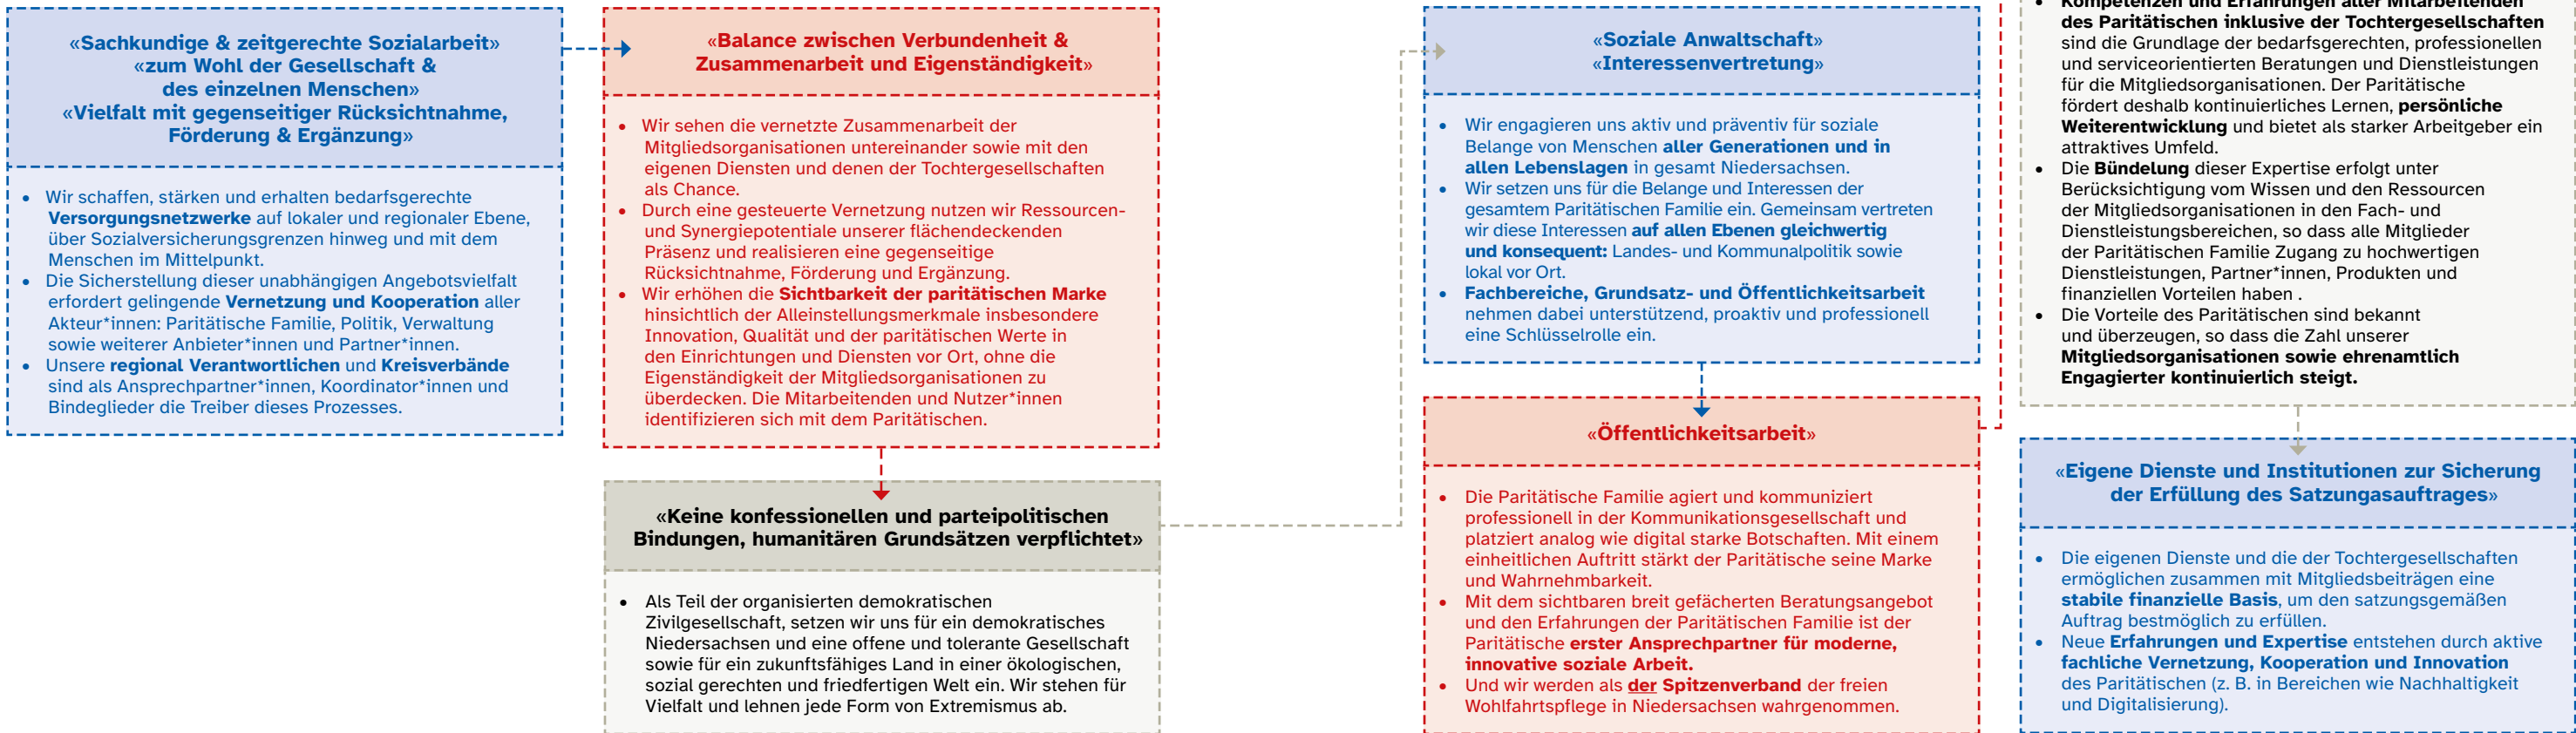 «Sachkundige & zeitgerechte Sozialarbeit»
«zum Wohl der Gesellschaft &
des einzelnen Menschen»
«Vielfalt mit gegenseitiger Rücksichtnahme,
Förderung & Ergänzung»
• Wir schaffen, stärken und erhalten bedarfsgerechte
Versorgungsnetzwerke auf lokaler und regionaler Ebene,
über Sozialversicherungsgrenzen hinweg und mit dem
Menschen im Mittelpunkt.
• Die Sicherstellung dieser unabhängigen Angebotsvielfalt
erfordert gelingende Vernetzung und Kooperation aller
Akteur*innen: Paritätische Familie, Politik, Verwaltung
sowie weiterer Anbieter*innen und Partner*innen.
• Unsere regional Verantwortlichen und Kreisverbände
sind als Ansprechpartner*innen, Koordinator*innen und
Bindeglieder die Treiber dieses Prozesses.
«Balance zwischen Verbundenheit &
Zusammenarbeit und Eigenständigkeit»
• Wir sehen die vernetzte Zusammenarbeit der
Mitgliedsorganisationen untereinander sowie mit den
eigenen Diensten und denen der Tochtergesellschaften
als Chance.
• Durch eine gesteuerte Vernetzung nutzen wir Ressourcen-
und Synergiepotentiale unserer flächendeckenden
Präsenz und realisieren eine gegenseitige
Rücksichtnahme, Förderung und Ergänzung.
• Wir erhöhen die Sichtbarkeit der paritätischen Marke
hinsichtlich der Alleinstellungsmerkmale insbesondere
Innovation, Qualität und der paritätischen Werte in
den Einrichtungen und Diensten vor Ort, ohne die
Eigenständigkeit der Mitgliedsorganisationen zu
überdecken. Die Mitarbeitenden und Nutzer*innen
identifizieren sich mit dem Paritätischen.
«Keine konfessionellen und parteipolitischen
Bindungen, humanitären Grundsätzen verpflichtet»
• Als Teil der organisierten demokratischen
Zivilgesellschaft, setzen wir uns für ein demokratisches
Niedersachsen und eine offene und tolerante Gesellschaft
sowie für ein zukunftsfähiges Land in einer ökologischen,
sozial gerechten und friedfertigen Welt ein. Wir stehen für
Vielfalt und lehnen jede Form von Extremismus ab.
«Soziale Anwaltschaft»
«Interessenvertretung»
• Wir engagieren uns aktiv und präventiv für soziale
Belange von Menschen aller Generationen und in
allen Lebenslagen in gesamt Niedersachsen.
• Wir setzen uns für die Belange und Interessen der
gesamtem Paritätischen Familie ein. Gemeinsam vertreten
wir diese Interessen auf allen Ebenen gleichwertig
und konsequent: Landes- und Kommunalpolitik sowie
lokal vor Ort.
• Fachbereiche, Grundsatz- und Öffentlichkeitsarbeit
nehmen dabei unterstützend, proaktiv und professionell
eine Schlüsselrolle ein.
«Öffentlichkeitsarbeit»
• Die Paritätische Familie agiert und kommuniziert
professionell in der Kommunikationsgesellschaft und
platziert analog wie digital starke Botschaften. Mit einem
einheitlichen Auftritt stärkt der Paritätische seine Marke
und Wahrnehmbarkeit.
• Mit dem sichtbaren breit gefächerten Beratungsangebot
und den Erfahrungen der Paritätischen Familie ist der
Paritätische erster Ansprechpartner für moderne,
innovative soziale Arbeit.
• Und wir werden als der Spitzenverband der freien
Wohlfahrtspflege in Niedersachsen wahrgenommen.
• Kompetenzen und Erfahrungen aller Mitarbeitenden
des Paritätischen inklusive der Tochtergesellschaften
sind die Grundlage der bedarfsgerechten, professionellen
und serviceorientierten Beratungen und Dienstleistungen
für die Mitgliedsorganisationen. Der Paritätische
fördert deshalb kontinuierliches Lernen, persönliche
Weiterentwicklung und bietet als starker Arbeitgeber ein
attraktives Umfeld.
• Die Bündelung dieser Expertise erfolgt unter
Berücksichtigung vom Wissen und den Ressourcen
der Mitgliedsorganisationen in den Fach- und
Dienstleistungsbereichen, so dass alle Mitglieder
der Paritätischen Familie Zugang zu hochwertigen
Dienstleistungen, Partner*innen, Produkten und
finanziellen Vorteilen haben .
• Die Vorteile des Paritätischen sind bekannt
und überzeugen, so dass die Zahl unserer
Mitgliedsorganisationen sowie ehrenamtlich
Engagierter kontinuierlich steigt.
«Eigene Dienste und Institutionen zur Sicherung
der Erfüllung des Satzungasauftrages»
• Die eigenen Dienste und die der Tochtergesellschaften
ermöglichen zusammen mit Mitgliedsbeiträgen eine
stabile finanzielle Basis, um den satzungsgemäßen
Auftrag bestmöglich zu erfüllen.
• Neue Erfahrungen und Expertise entstehen durch aktive
fachliche Vernetzung, Kooperation und Innovation
des Paritätischen (z. B. in Bereichen wie Nachhaltigkeit
und Digitalisierung).